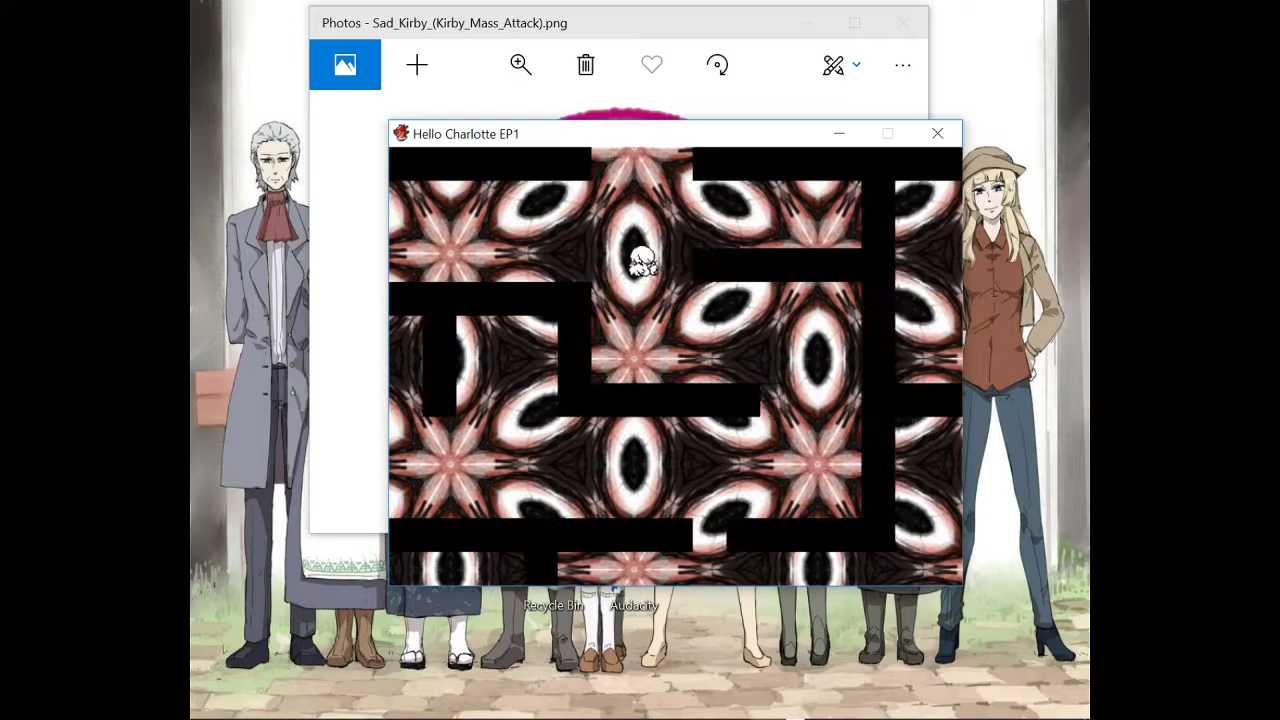 Photos - Sad_Kirby_(Kirby_Mass_Attack).png
Hello Charlotte EP1
Recycle Bin
Audacity